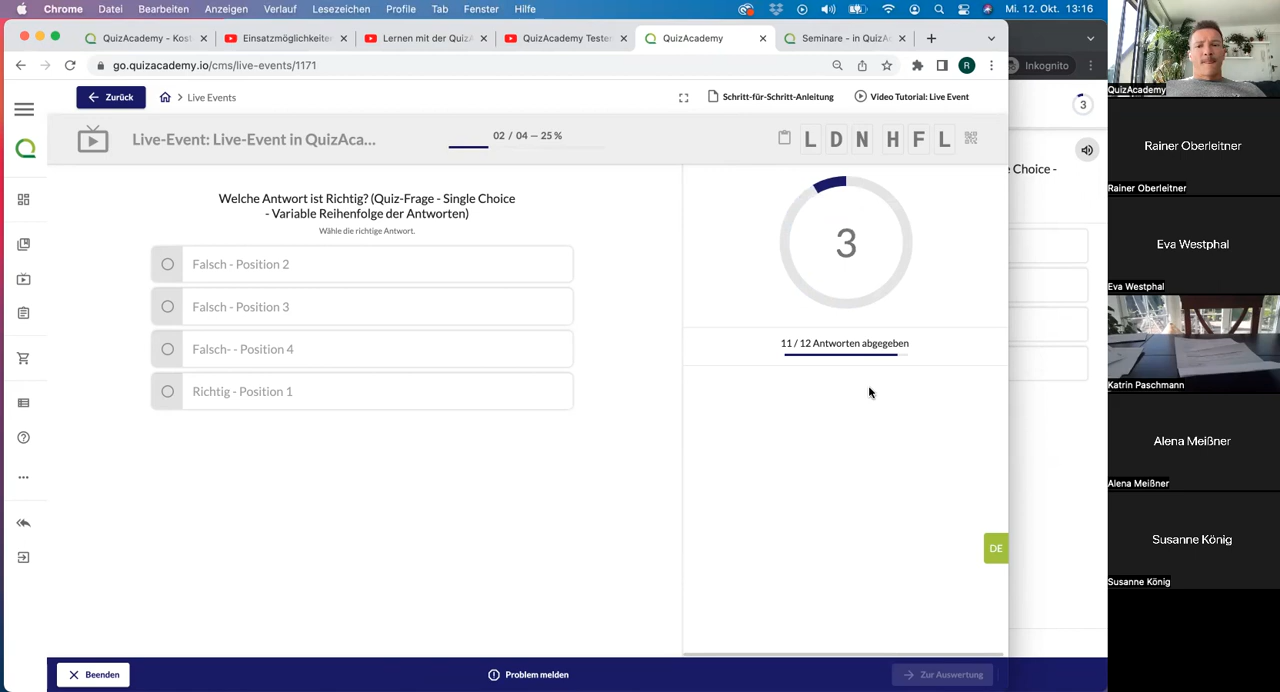 Chrome Datei Bearbeiten Anzeigen Verlauf Lesezeichen Profile Tab Fenster Hilfe Mi. 12. Okt. 13:16
QuizAcademy - Kost
Einsatzmöglichkeite
Lernen mit der QuizA
QuizAcademy Testen
QuizAcademy
Seminare - in QuizAc
go.quizacademy.io/cms/live-events/1171
R
Inkognito
Zurück
Live Events
Schritt-für-Schritt-Anleitung
Video Tutorial: Live Event
3
Live-Event: Live-Event in QuizAca...
02 / 04 — 25 %
L D N H F L
e Choice -
Welche Antwort ist Richtig? (Quiz-Frage - Single Choice
- Variable Reihenfolge der Antworten)
Wähle die richtige Antwort.
Falsch - Position 2
Falsch - Position 3
Falsch- - Position 4
Richtig - Position 1
3
11 / 12 Antworten abgegeben
DE
Beenden
Problem melden
Zur Auswertung
QuizAcademy
Rainer Oberleitner
Rainer Oberleitner
Eva Westphal
Eva Westphal
Katrin Paschmann
Alena Meißner
Alena Meißner
Susanne König
Susanne König